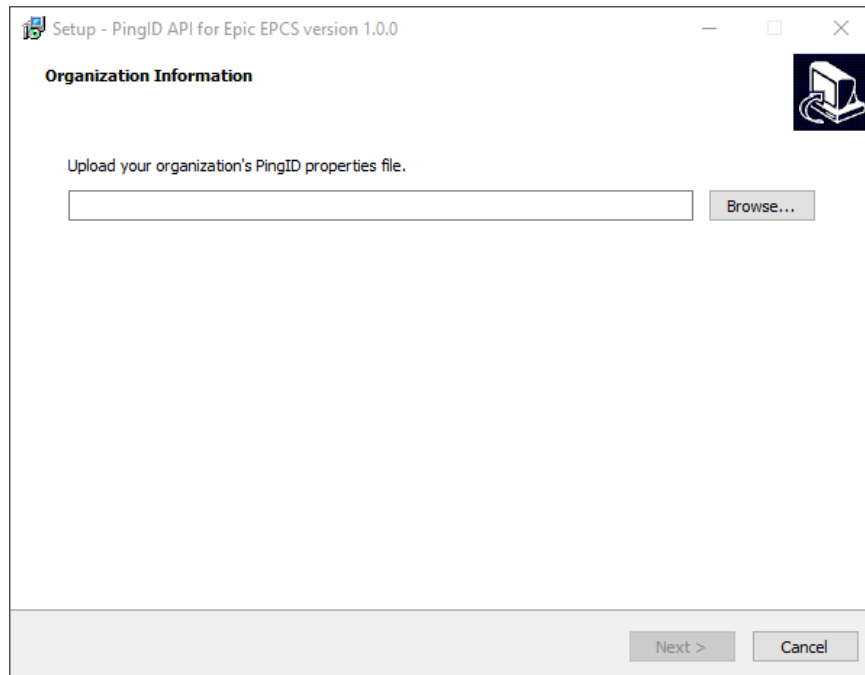 Setup - PingID API for Epic EPCS version 1.0.0
Organization Information
Upload your organization's PingID properties file.
Browse...
Next >
Cancel